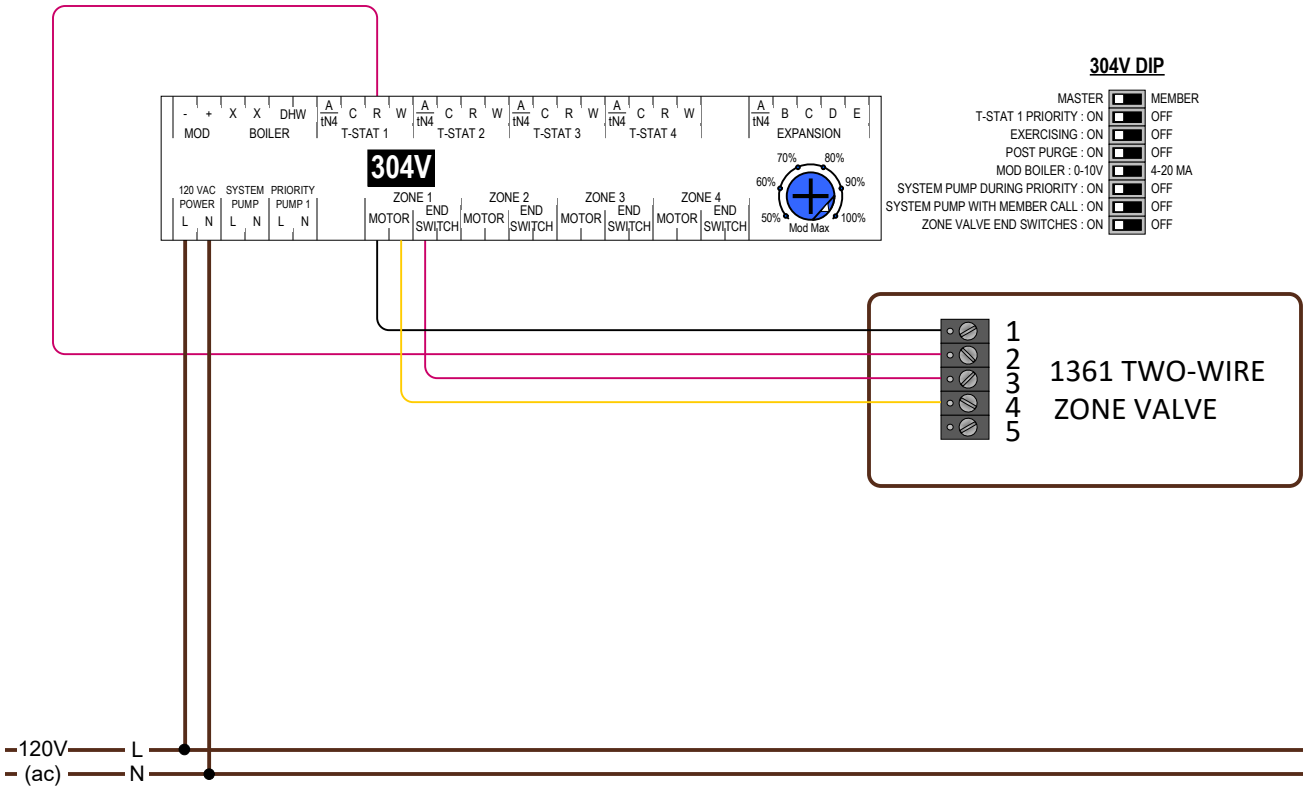 304V DIP
MASTER MEMBER
T-STAT 1 PRIORITY : ON OFF
EXERCISING : ON OFF
POST PURGE : ON OFF
MOD BOILER : 0-10V 4-20 MA
SYSTEM PUMP DURING PRIORITY : ON OFF
SYSTEM PUMP WITH MEMBER CALL : ON OFF
ZONE VALVE END SWITCHES : ON OFF
- + X X DHW A C R W A C R W A C R W A C R W A B C D E
tN4 tN4 tN4 tN4 tN4
MOD BOILER T-STAT 1 T-STAT 2 T-STAT 3 T-STAT 4 EXPANSION
304V
70% 80%
60% 90%
50% 100%
Mod Max
120 VAC SYSTEM PRIORITY
POWER PUMP PUMP 1
L N L N L N
ZONE 1 ZONE 2 ZONE 3 ZONE 4
MOTOR END SWITCH MOTOR END SWITCH MOTOR END SWITCH MOTOR END SWITCH
1
2
3
4
5
1361 TWO-WIRE
ZONE VALVE
120V L
(ac) N